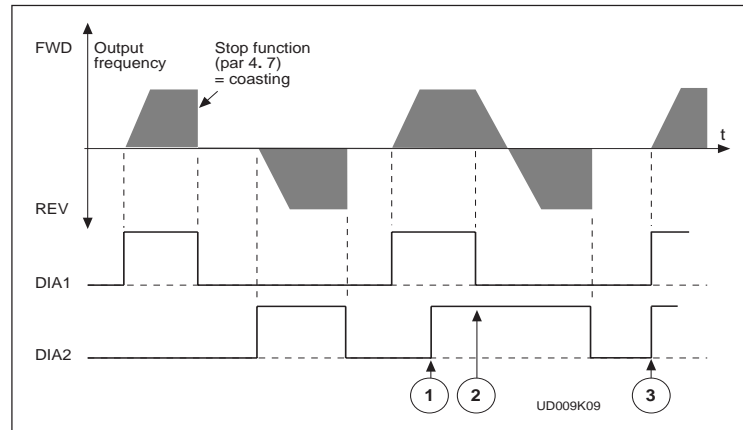 FWD
Output
frequency
Stop function
(par 4. 7)
= coasting
t
REV
DIA1
DIA2
1
2
3
UD009K09